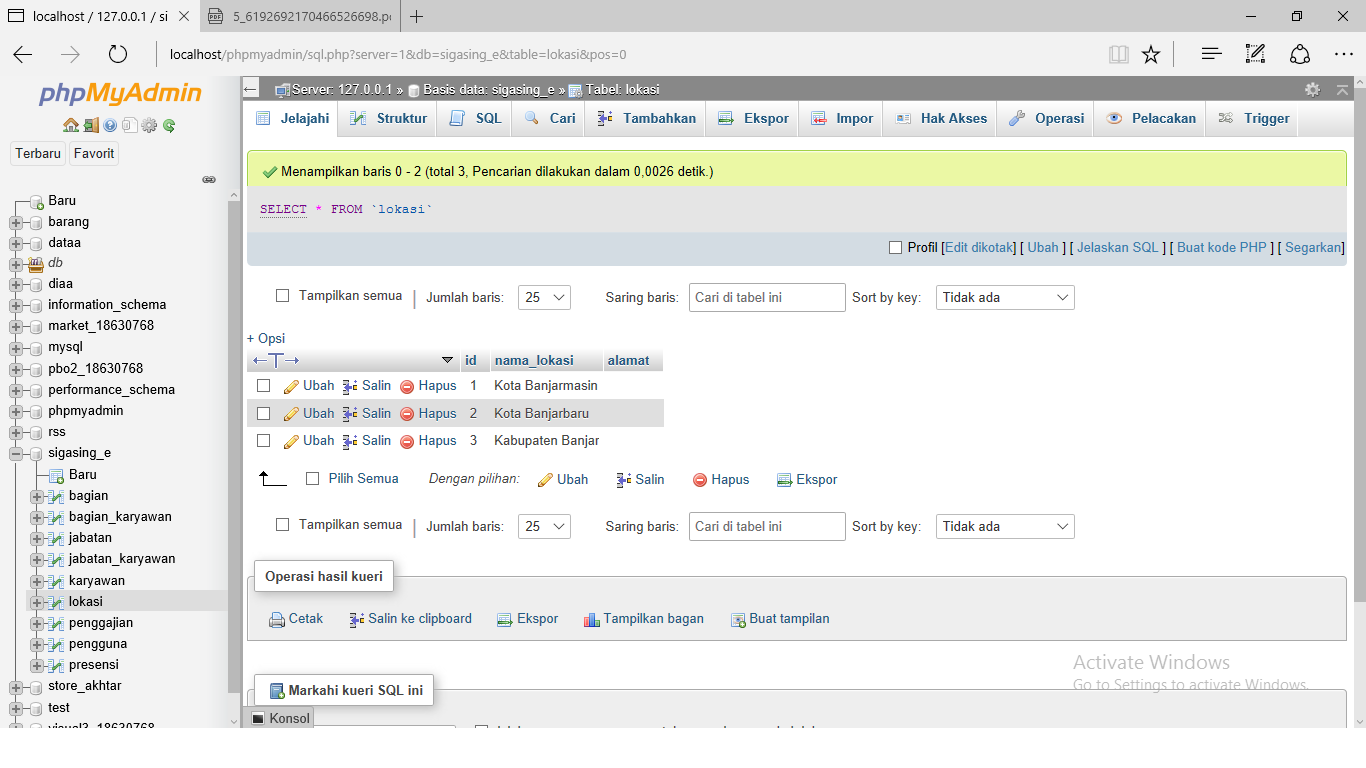 localhost / 127.0.0.1 / si
5_6192692170466526698.p
localhost/phpmyadmin/sql.php?server=1&db=sigasing_e&table=lokasi&pos=0
phpMyAdmin
Terbaru Favorit
Baru
barang
dataa
db
diaa
information_schema
market_18630768
mysql
pbo2_18630768
performance_schema
phpmyadmin
rss
sigasing_e
Baru
bagian
bagian_karyawan
jabatan
jabatan_karyawan
karyawan
lokasi
penggajian
pengguna
presensi
store_akhtar
test
visual3_18630768
Server: 127.0.0.1 » Basis data: sigasing_e » Tabel: lokasi
Jelajahi Struktur SQL Cari Tambahkan Ekspor Impor Hak Akses Operasi Pelacakan Trigger
Menampilkan baris 0 - 2 (total 3, Pencarian dilakukan dalam 0,0026 detik.)
SELECT * FROM `lokasi`
Profil [Edit dikotak] [ Ubah ] [ Jelaskan SQL ] [ Buat kode PHP ] [ Segarkan]
Tampilkan semua | Jumlah baris: 25 Saring baris: Cari di tabel ini Sort by key: Tidak ada
+ Opsi
←T→ id nama_lokasi alamat
Ubah Salin Hapus 1 Kota Banjarmasin
Ubah Salin Hapus 2 Kota Banjarbaru
Ubah Salin Hapus 3 Kabupaten Banjar
Pilih Semua Dengan pilihan: Ubah Salin Hapus Ekspor
Tampilkan semua | Jumlah baris: 25 Saring baris: Cari di tabel ini Sort by key: Tidak ada
Operasi hasil kueri
Cetak Salin ke clipboard Ekspor Tampilkan bagan Buat tampilan
Activate Windows
Go to Settings to activate Windows.
Markahi kueri SQL ini
Konsol